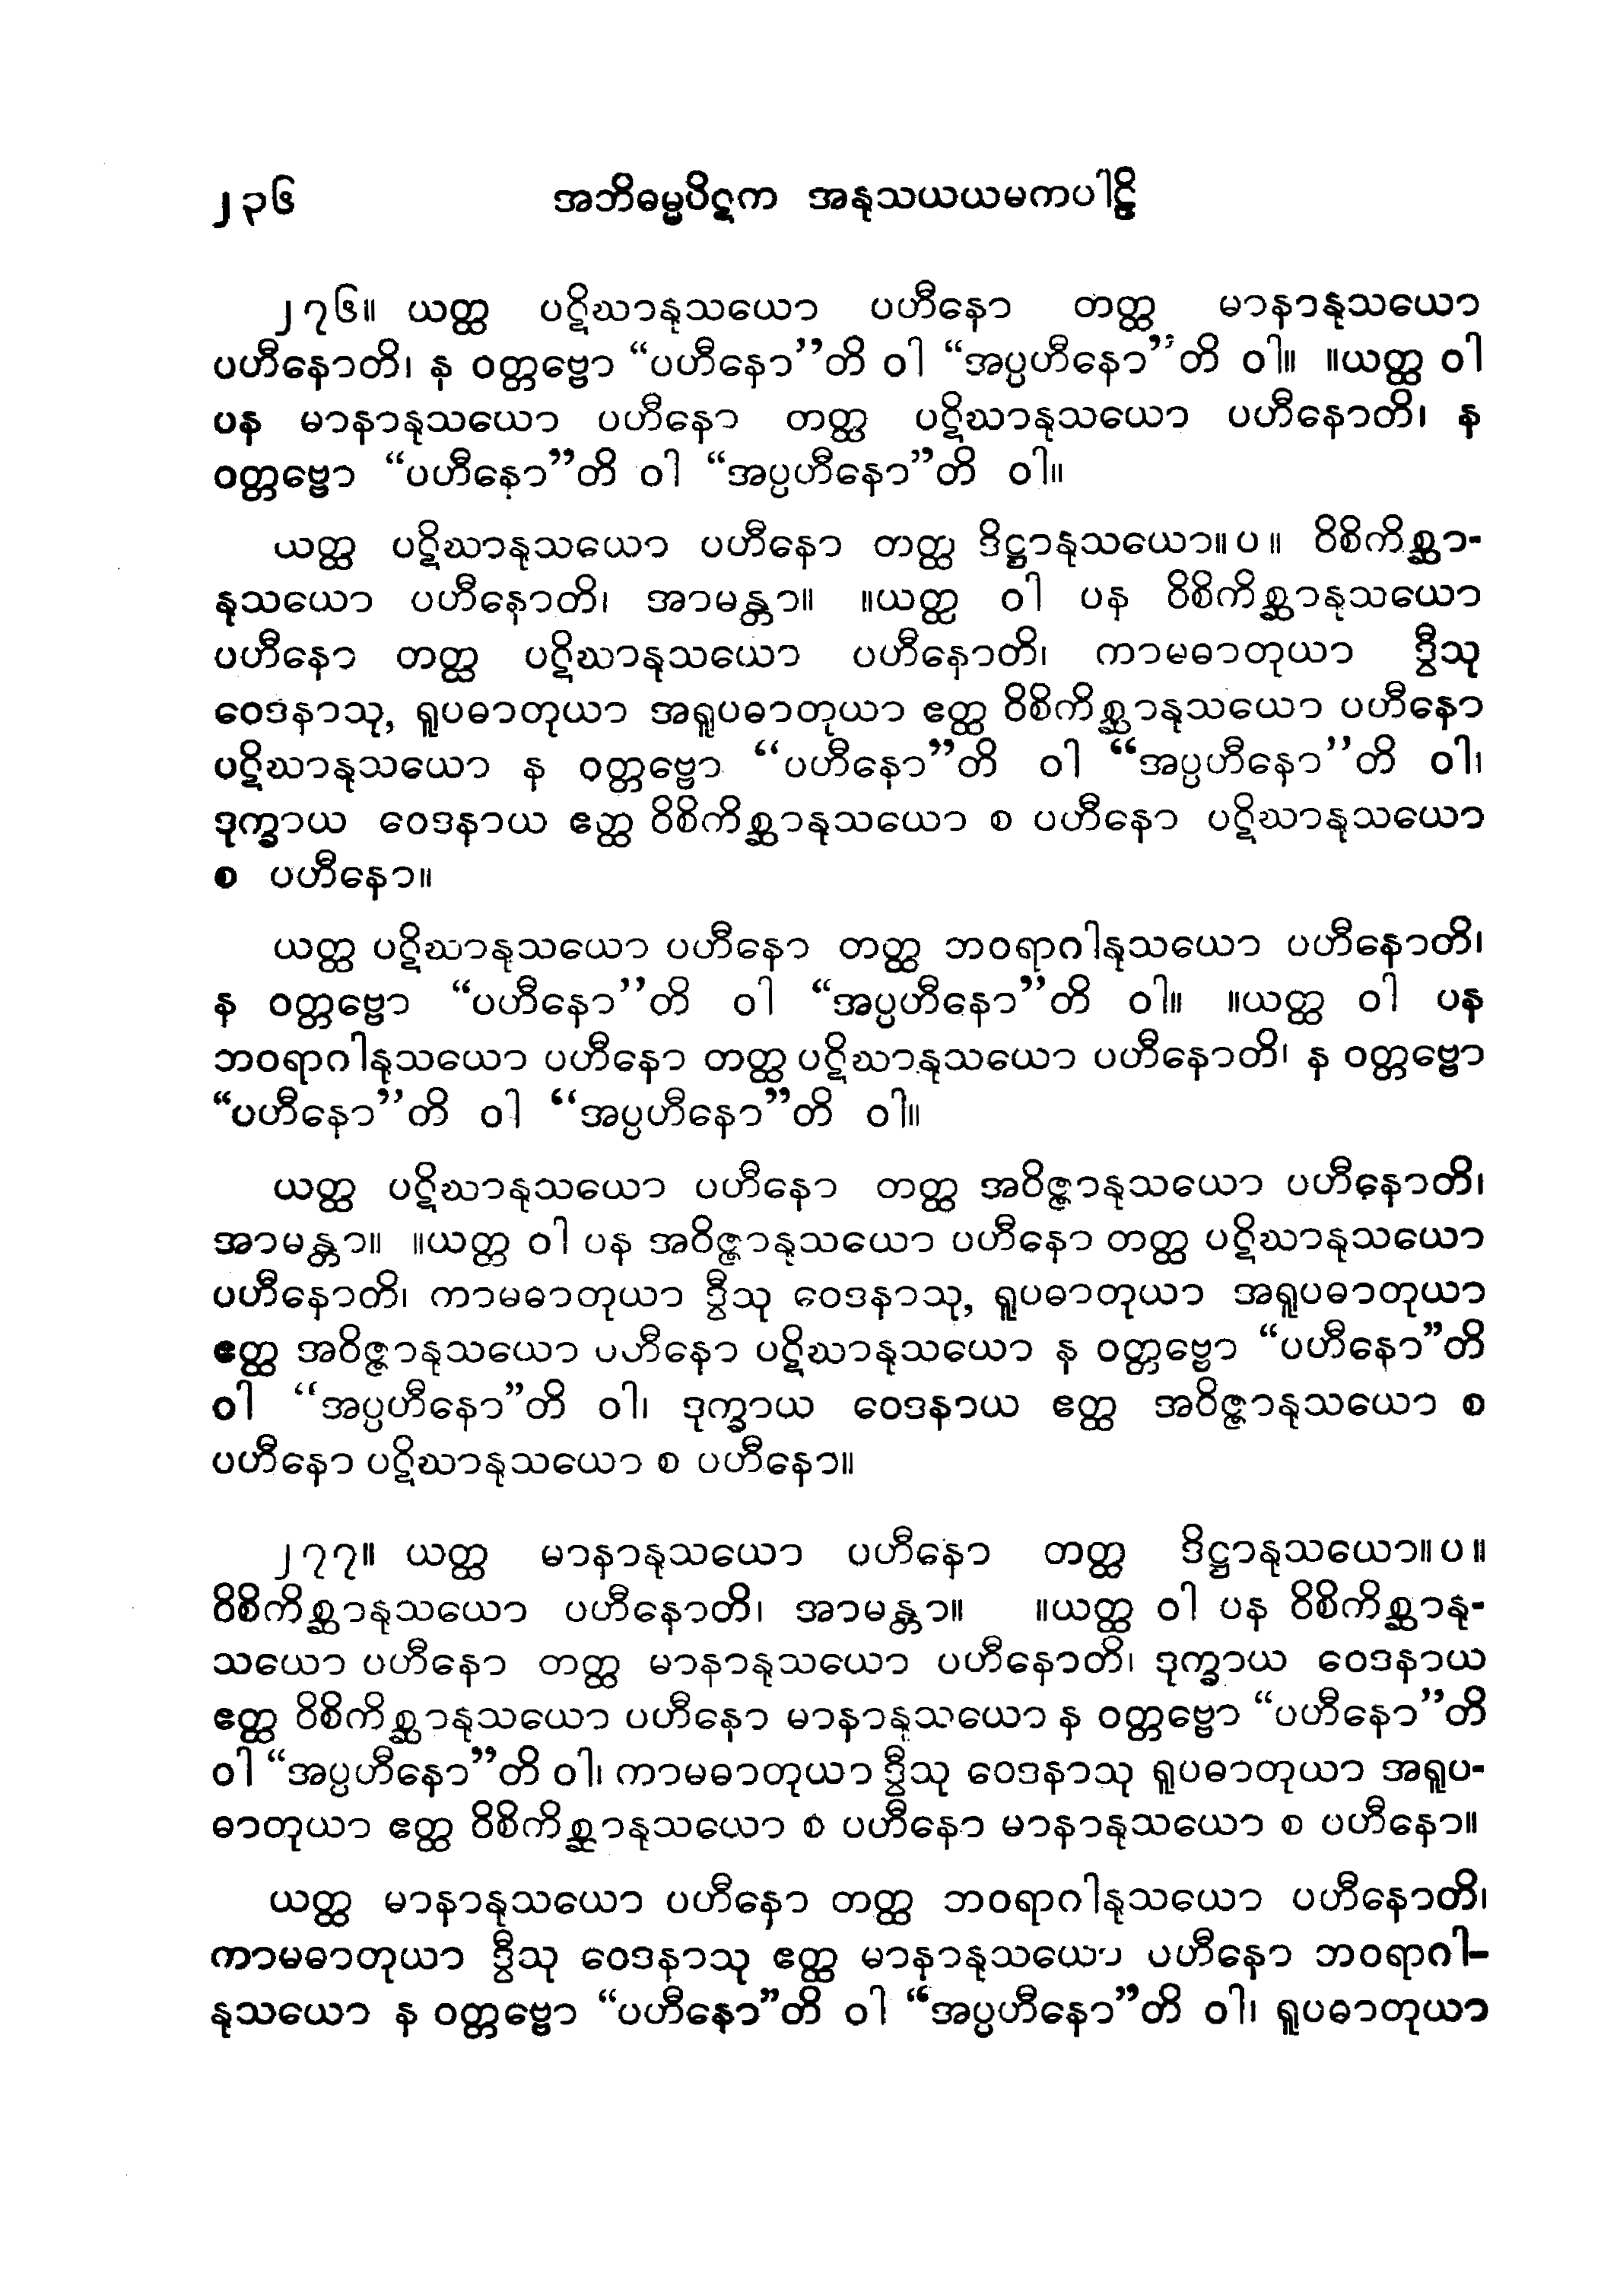 ၂၃၆ အဘိဓမ္မပိဋက အနုသယယမကပါဠိ
၂၇၆။ ယတ္ထ ပဋိဃာနုသယော ပဟီနော တတ္ထ မာနာနုသယော
ပဟီနောတိ၊ န ဝတ္တဗ္ဗော “ပဟီနော”တိ ဝါ “အပ္ပဟီနော”တိ ဝါ။ ။ယတ္ထ ဝါ
ပန မာနာနုသယော ပဟီနော တတ္ထ ပဋိဃာနုသယော ပဟီနောတိ၊ န
ဝတ္တဗ္ဗော “ပဟီနော”တိ ဝါ “အပ္ပဟီနော”တိ ဝါ။
ယတ္ထ ပဋိဃာနုသယော ပဟီနော တတ္ထ ဒိဋ္ဌာနုသယော။ပ။ ဝိစိကိစ္ဆာ-
နုသယော ပဟီနောတိ၊ အာမန္တာ။ ။ယတ္ထ ဝါ ပန ဝိစိကိစ္ဆာနုသယော
ပဟီနော တတ္ထ ပဋိဃာနုသယော ပဟီနောတိ၊ ကာမဓာတုယာ ဒွီသု
ဝေဒနာသု, ရူပဓာတုယာ အရူပဓာတုယာ ဧတ္ထ ဝိစိကိစ္ဆာနုသယော ပဟီနော
ပဋိဃာနုသယော န ဝတ္တဗ္ဗော “ပဟီနော”တိ ဝါ “အပ္ပဟီနော”တိ ဝါ၊
ဒုက္ခာယ ဝေဒနာယ ဧတ္ထ ဝိစိကိစ္ဆာနုသယော စ ပဟီနော ပဋိဃာနုသယော
စ ပဟီနော။
ယတ္ထ ပဋိဃာနုသယော ပဟီနော တတ္ထ ဘဝရာဂါနုသယော ပဟီနောတိ၊
န ဝတ္တဗ္ဗော “ပဟီနော”တိ ဝါ “အပ္ပဟီနော”တိ ဝါ။ ။ယတ္ထ ဝါ ပန
ဘဝရာဂါနုသယော ပဟီနော တတ္ထ ပဋိဃာနုသယော ပဟီနောတိ၊ န ဝတ္တဗ္ဗော
“ပဟီနော”တိ ဝါ “အပ္ပဟီနော”တိ ဝါ။
ယတ္ထ ပဋိဃာနုသယော ပဟီနော တတ္ထ အဝိဇ္ဇာနုသယော ပဟီနောတိ၊
အာမန္တာ။ ။ယတ္ထ ဝါ ပန အဝိဇ္ဇာနုသယော ပဟီနော တတ္ထ ပဋိဃာနုသယော
ပဟီနောတိ၊ ကာမဓာတုယာ ဒွီသု ဝေဒနာသု, ရူပဓာတုယာ အရူပဓာတုယာ
ဧတ္ထ အဝိဇ္ဇာနုသယော ပဟီနော ပဋိဃာနုသယော န ဝတ္တဗ္ဗော “ပဟီနော”တိ
ဝါ “အပ္ပဟီနော”တိ ဝါ၊ ဒုက္ခာယ ဝေဒနာယ ဧတ္ထ အဝိဇ္ဇာနုသယော စ
ပဟီနော ပဋိဃာနုသယော စ ပဟီနော။
၂၇၇။ ယတ္ထ မာနာနုသယော ပဟီနော တတ္ထ ဒိဋ္ဌာနုသယော။ပ။
ဝိစိကိစ္ဆာနုသယော ပဟီနောတိ၊ အာမန္တာ။ ။ယတ္ထ ဝါ ပန ဝိစိကိစ္ဆာနု-
သယော ပဟီနော တတ္ထ မာနာနုသယော ပဟီနောတိ၊ ဒုက္ခာယ ဝေဒနာယ
ဧတ္ထ ဝိစိကိစ္ဆာနုသယော ပဟီနော မာနာနုသယော န ဝတ္တဗ္ဗော “ပဟီနော”တိ
ဝါ “အပ္ပဟီနော”တိ ဝါ၊ ကာမဓာတုယာ ဒွီသု ဝေဒနာသု ရူပဓာတုယာ အရူပ-
ဓာတုယာ ဧတ္ထ ဝိစိကိစ္ဆာနုသယော စ ပဟီနော မာနာနုသယော စ ပဟီနော။
ယတ္ထ မာနာနုသယော ပဟီနော တတ္ထ ဘဝရာဂါနုသယော ပဟီနောတိ၊
ကာမဓာတုယာ ဒွီသု ဝေဒနာသု ဧတ္ထ မာနာနုသယော ပဟီနော ဘဝရာဂါ-
နုသယော န ဝတ္တဗ္ဗော “ပဟီနော”တိ ဝါ “အပ္ပဟီနော”တိ ဝါ၊ ရူပဓာတုယာ